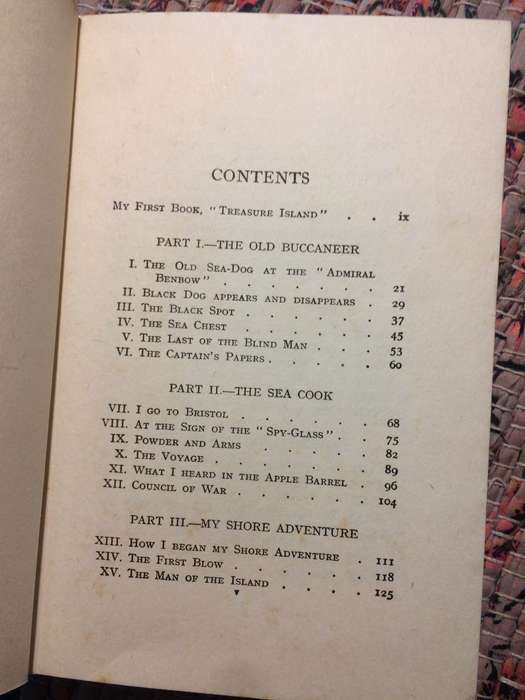 CONTENTS
My First Book, "Treasure Island" . . ix
PART I.—THE OLD BUCCANEER
I. The Old Sea-Dog at the "Admiral
Benbow" . . . . . . 21
II. Black Dog appears and disappears . 29
III. The Black Spot . . . . . 37
IV. The Sea Chest . . . . . 45
V. The Last of the Blind Man . . . 53
VI. The Captain's Papers . . . . 60
PART II.—THE SEA COOK
VII. I go to Bristol . . . . . 68
VIII. At the Sign of the "Spy-Glass" . . 75
IX. Powder and Arms . . . . 82
X. The Voyage . . . . . . 89
XI. What I heard in the Apple Barrel . 96
XII. Council of War . . . . . 104
PART III.—MY SHORE ADVENTURE
XIII. How I began my Shore Adventure . 111
XIV. The First Blow . . . . . 118
XV. The Man of the Island . . . . 125
v